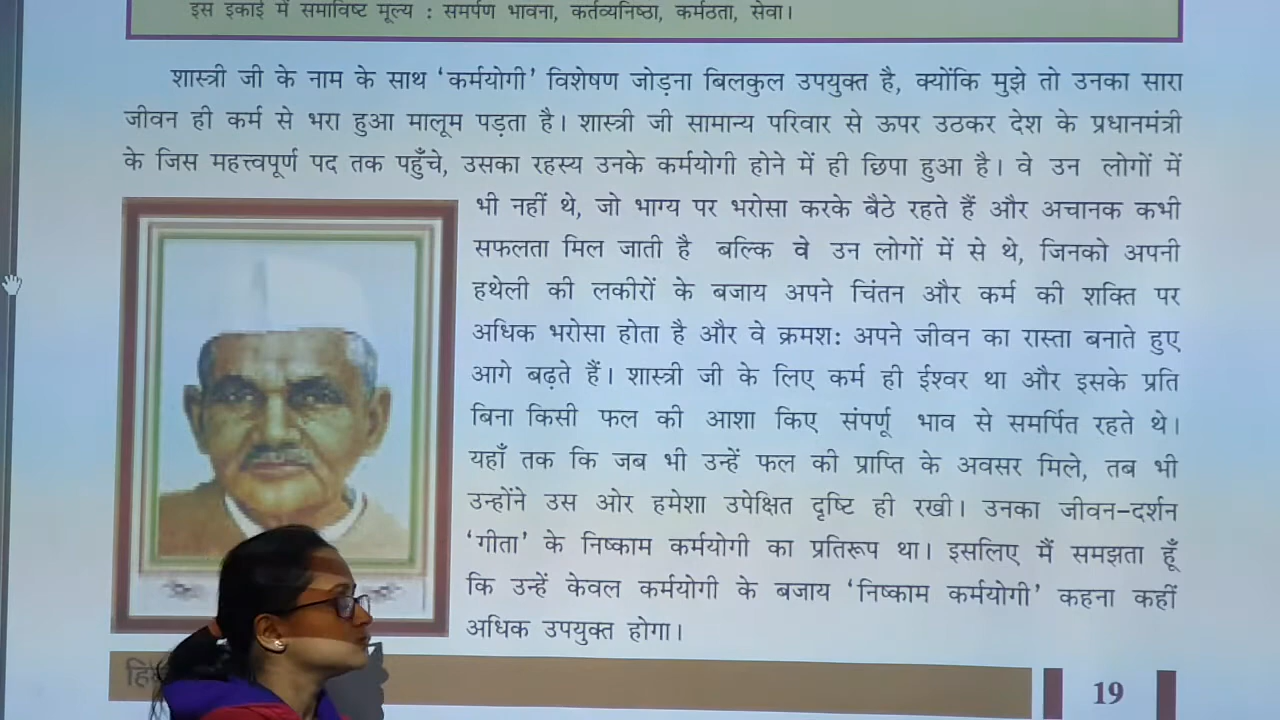 इस इकाई में समाविष्ट मूल्य : समर्पण भावना, कर्तव्यनिष्ठा, कर्मठता, सेवा।
शास्त्री जी के नाम के साथ ‘कर्मयोगी’ विशेषण जोड़ना बिलकुल उपयुक्त है, क्योंकि मुझे तो उनका सारा
जीवन ही कर्म से भरा हुआ मालूम पड़ता है। शास्त्री जी सामान्य परिवार से ऊपर उठकर देश के प्रधानमंत्री
के जिस महत्त्वपूर्ण पद तक पहुँचे, उसका रहस्य उनके कर्मयोगी होने में ही छिपा हुआ है। वे उन लोगों में
भी नहीं थे, जो भाग्य पर भरोसा करके बैठे रहते हैं और अचानक कभी
सफलता मिल जाती है बल्कि वे उन लोगों में से थे, जिनको अपनी
हथेली की लकीरों के बजाय अपने चिंतन और कर्म की शक्ति पर
अधिक भरोसा होता है और वे क्रमशः अपने जीवन का रास्ता बनाते हुए
आगे बढ़ते हैं। शास्त्री जी के लिए कर्म ही ईश्वर था और इसके प्रति
बिना किसी फल की आशा किए संपर्णू भाव से समर्पित रहते थे।
यहाँ तक कि जब भी उन्हें फल की प्राप्ति के अवसर मिले, तब भी
उन्होंने उस ओर हमेशा उपेक्षित दृष्टि ही रखी। उनका जीवन-दर्शन
‘गीता’ के निष्काम कर्मयोगी का प्रतिरूप था। इसलिए मैं समझता हूँ
कि उन्हें केवल कर्मयोगी के बजाय ‘निष्काम कर्मयोगी’ कहना कहीं
अधिक उपयुक्त होगा।
19